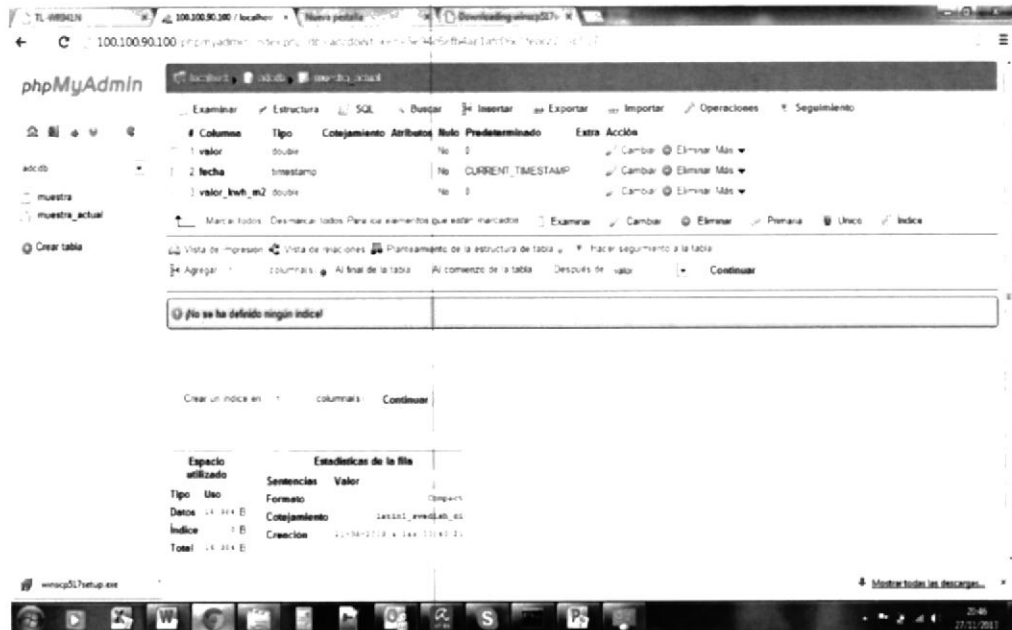 TL-WR941N
100.100.90.100 / localhost
Nueva pestaña
Downloading winscp517s
100.100.90.100
phpMyAdmin
localhost adcdb muestra_actual
Examinar Estructura SQL Buscar Insertar Exportar Importar Operaciones Seguimiento
# Columna Tipo Cotejamiento Atributos Nulo Predeterminado Extra Acción
1 valor double No 0 Cambiar Eliminar Más
2 fecha timestamp No CURRENT_TIMESTAMP Cambiar Eliminar Más
3 valor_kwh_m2 double No 0 Cambiar Eliminar Más
adcdb
muestra
muestra_actual
Crear tabla
Marcar todos / Desmarcar todos Para los elementos que están marcados: Examinar Cambiar Eliminar Primaria Único Índice
Vista de impresión Vista de relaciones Planteamiento de la estructura de tabla Hacer seguimiento a la tabla
Agregar 1 columna(s) Al final de la tabla Al comienzo de la tabla Después de valor Continuar
¡No se ha definido ningún índice!
Crear un índice en 1 columna(s) Continuar
Espacio utilizado
Tipo Uso
Datos B
Índice B
Total B
Estadísticas de la fila
Sentencias Valor
Formato Compact
Cotejamiento latin1_swedish_ci
Creación
winscp517setup.exe
Mostrar todas las descargas...
20:46
27/11/2013